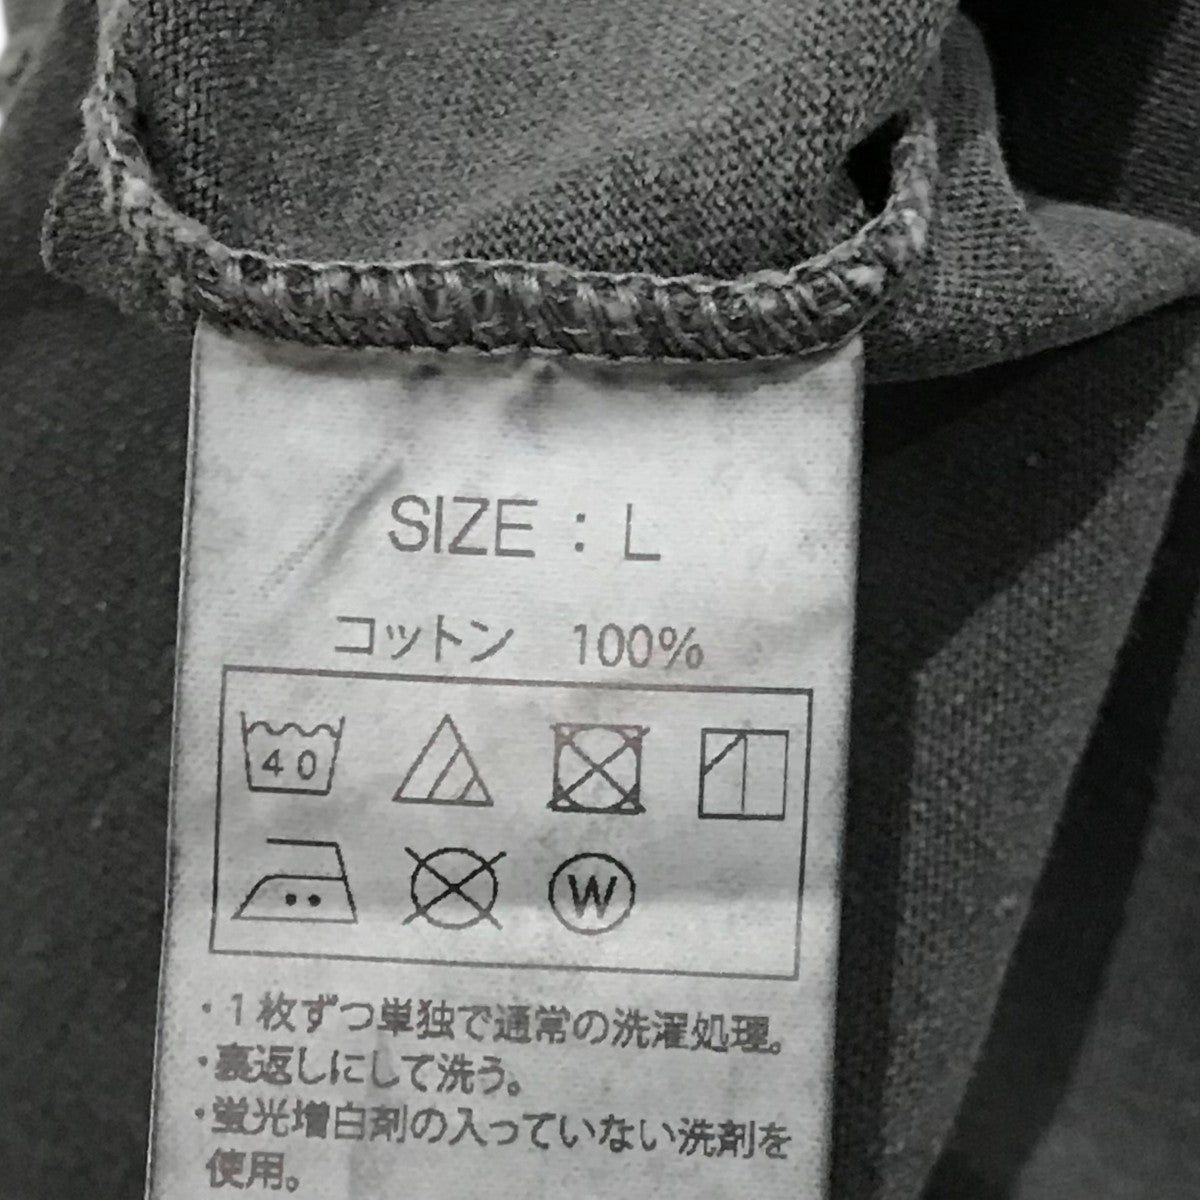 SIZE : L
コットン 100%
40
W
・1枚ずつ単独で通常の洗濯処理。
・裏返しにして洗う。
・蛍光増白剤の入っていない洗剤を
使用。